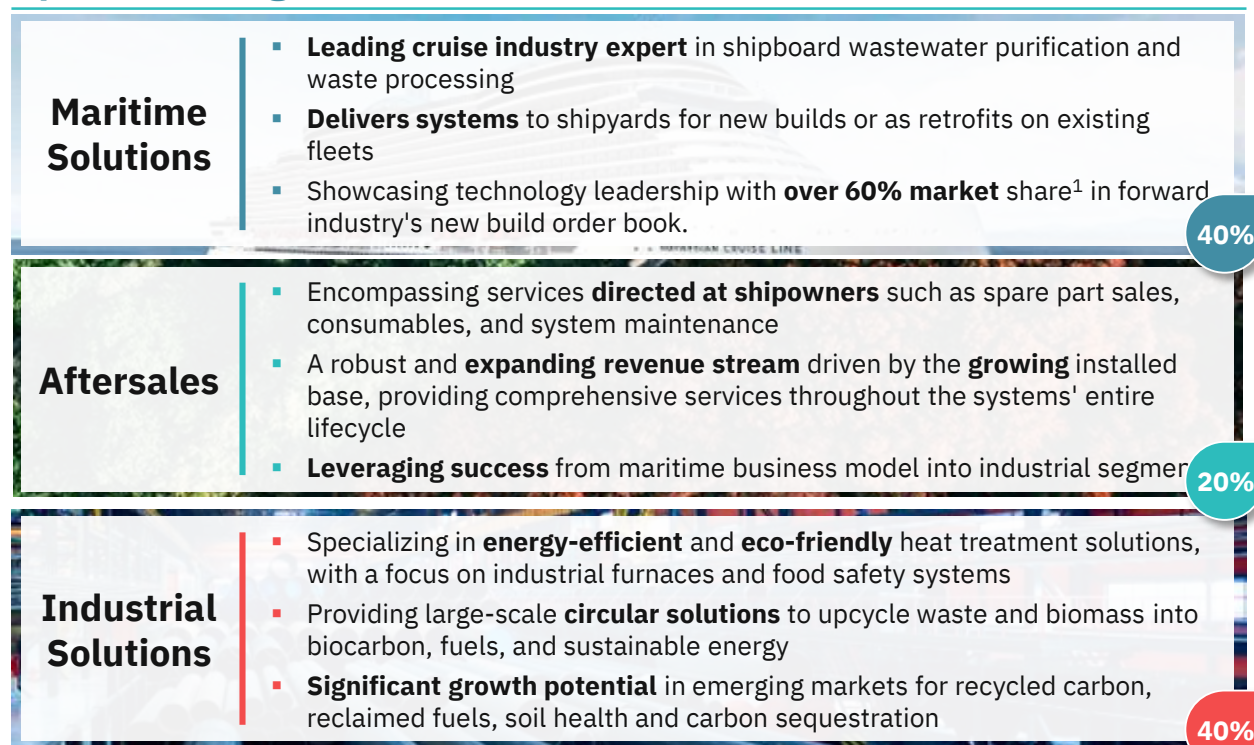 Maritime
Solutions
▪ Leading cruise industry expert in shipboard wastewater purification and
waste processing
▪ Delivers systems to shipyards for new builds or as retrofits on existing
fleets
▪ Showcasing technology leadership with over 60% market share1 in forward
industry's new build order book.
40%
Aftersales
▪ Encompassing services directed at shipowners such as spare part sales,
consumables, and system maintenance
▪ A robust and expanding revenue stream driven by the growing installed
base, providing comprehensive services throughout the systems' entire
lifecycle
▪ Leveraging success from maritime business model into industrial segmen
20%
Industrial
Solutions
▪ Specializing in energy-efficient and eco-friendly heat treatment solutions,
with a focus on industrial furnaces and food safety systems
▪ Providing large-scale circular solutions to upcycle waste and biomass into
biocarbon, fuels, and sustainable energy
▪ Significant growth potential in emerging markets for recycled carbon,
reclaimed fuels, soil health and carbon sequestration
40%